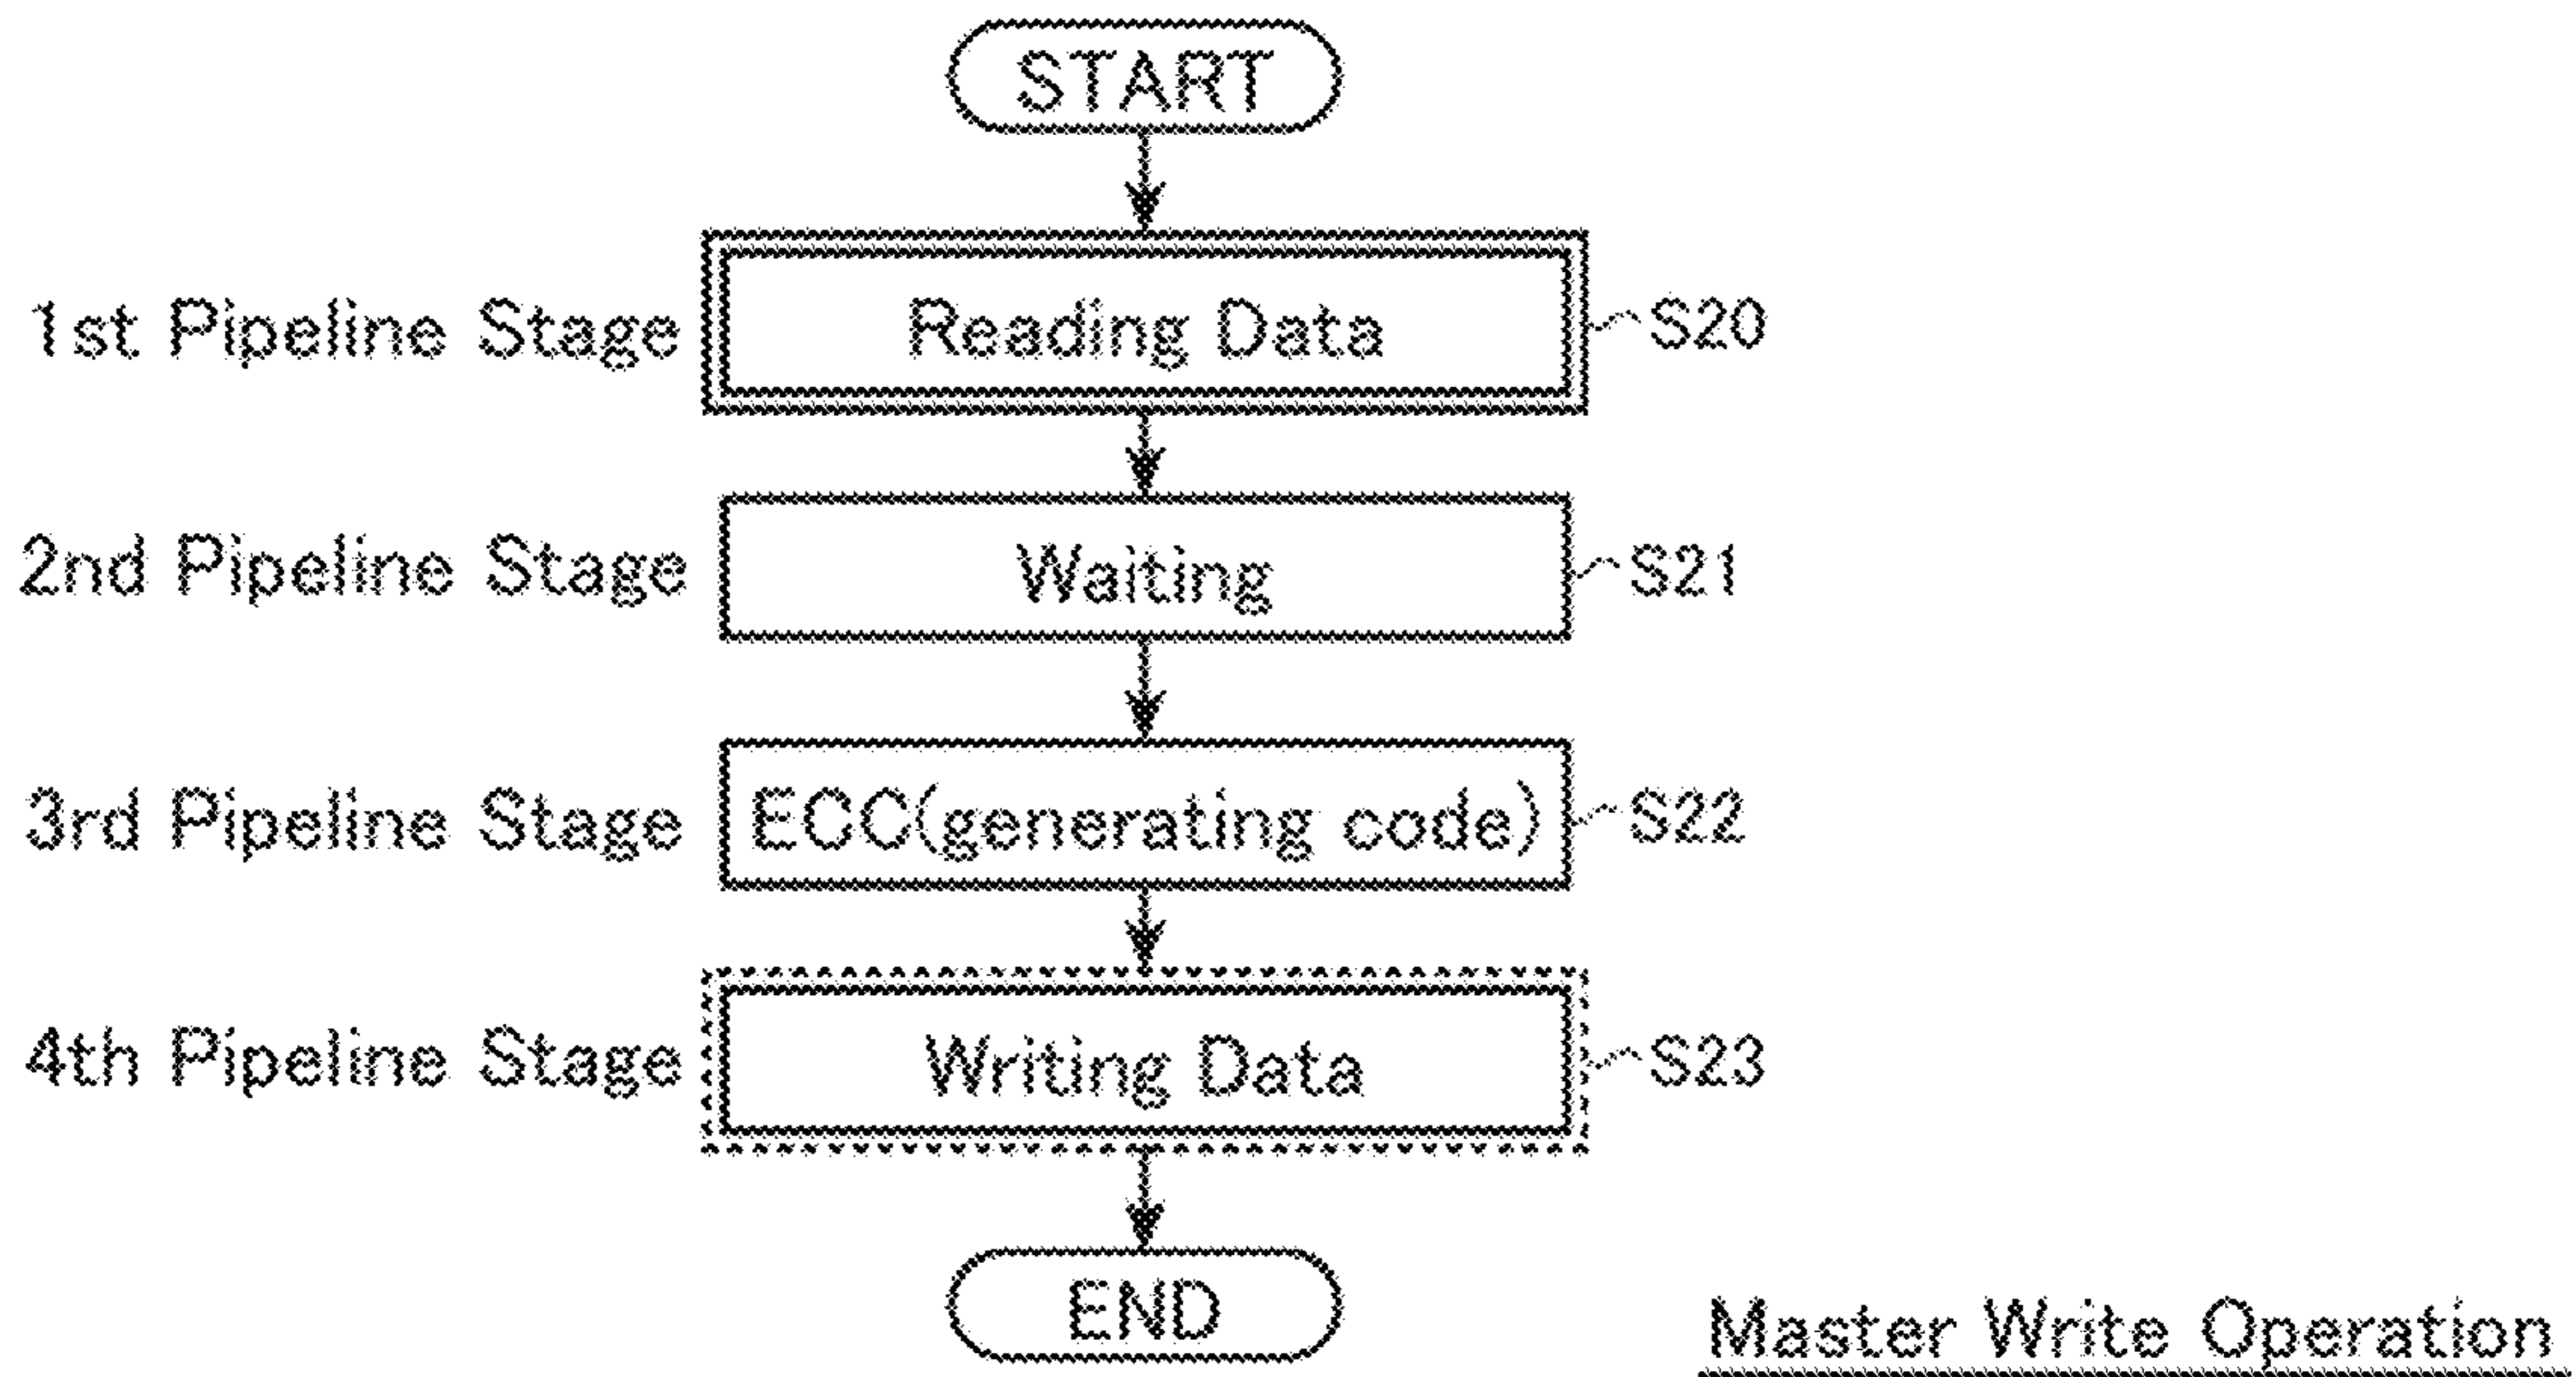 START
1st Pipeline Stage Reading Data S20
2nd Pipeline Stage Waiting S21
3rd Pipeline Stage ECC(generating code) S22
4th Pipeline Stage Writing Data S23
END
Master Write Operation